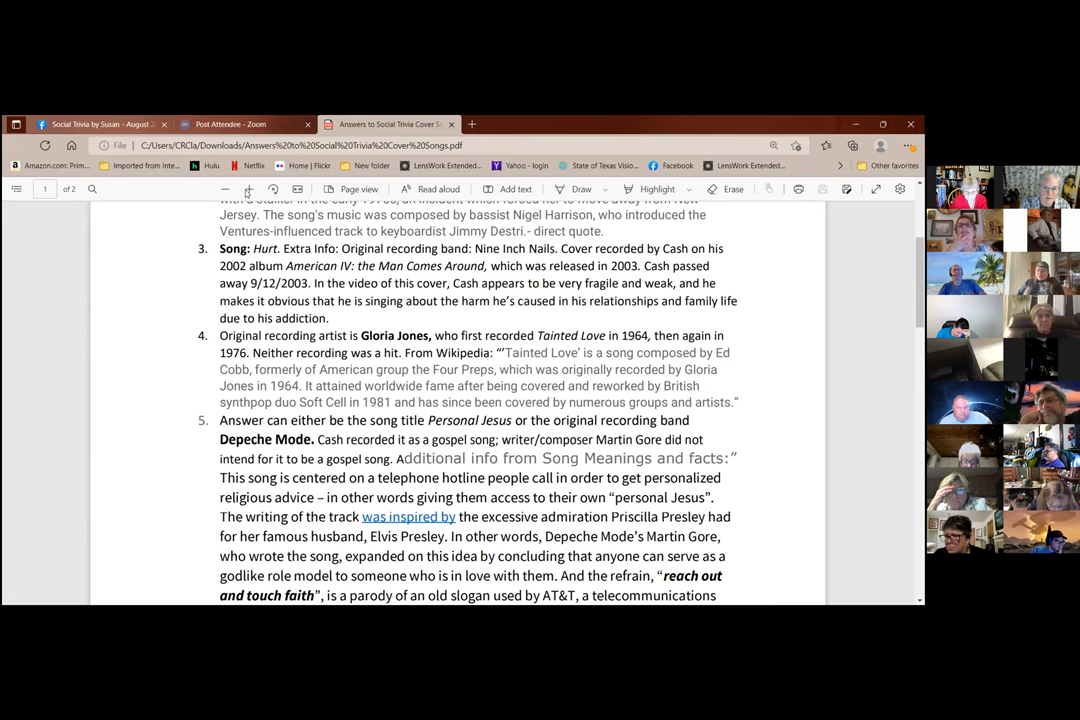 Social Trivia by Susan - August 2
Post Attendee - Zoom
Answers to Social Trivia Cover S
File
C:/Users/CRCla/Downloads/Answers%20to%20Social%20Trivia%20Cover%20Songs.pdf
Amazon.com: Prim...
Imported from Inte...
Hulu
Netflix
Home | Flickr
New folder
LensWork Extended...
Yahoo - login
State of Texas Visio...
Facebook
LensWork Extended...
Other favorites
1 of 2
Page view
Read aloud
Add text
Draw
Highlight
Erase
Jersey. The song's music was composed by bassist Nigel Harrison, who introduced the
Ventures-influenced track to keyboardist Jimmy Destri.- direct quote.
3. Song: Hurt. Extra Info: Original recording band: Nine Inch Nails. Cover recorded by Cash on his
2002 album American IV: the Man Comes Around, which was released in 2003. Cash passed
away 9/12/2003. In the video of this cover, Cash appears to be very fragile and weak, and he
makes it obvious that he is singing about the harm he's caused in his relationships and family life
due to his addiction.
4. Original recording artist is Gloria Jones, who first recorded Tainted Love in 1964, then again in
1976. Neither recording was a hit. From Wikipedia: “‘Tainted Love’ is a song composed by Ed
Cobb, formerly of American group the Four Preps, which was originally recorded by Gloria
Jones in 1964. It attained worldwide fame after being covered and reworked by British
synthpop duo Soft Cell in 1981 and has since been covered by numerous groups and artists.”
5. Answer can either be the song title Personal Jesus or the original recording band
Depeche Mode. Cash recorded it as a gospel song; writer/composer Martin Gore did not
intend for it to be a gospel song. Additional info from Song Meanings and facts:”
This song is centered on a telephone hotline people call in order to get personalized
religious advice – in other words giving them access to their own “personal Jesus”.
The writing of the track was inspired by the excessive admiration Priscilla Presley had
for her famous husband, Elvis Presley. In other words, Depeche Mode’s Martin Gore,
who wrote the song, expanded on this idea by concluding that anyone can serve as a
godlike role model to someone who is in love with them. And the refrain, “reach out
and touch faith”, is a parody of an old slogan used by AT&T, a telecommunications